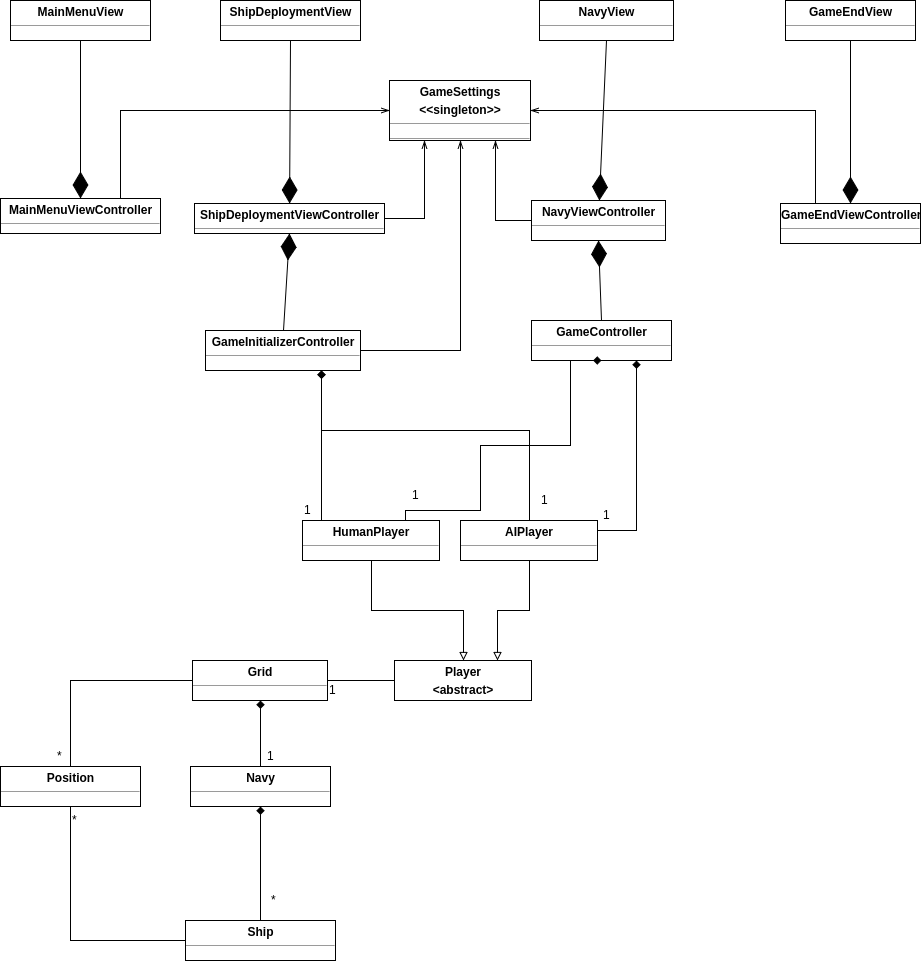 MainMenuView
ShipDeploymentView
NavyView
GameEndView
GameSettings
<<singleton>>
MainMenuViewController
ShipDeploymentViewController
NavyViewController
GameEndViewController
GameInitializerController
GameController
1
1
1
1
HumanPlayer
AIPlayer
Grid
Player
<abstract>
1
*
1
Position
Navy
*
*
Ship